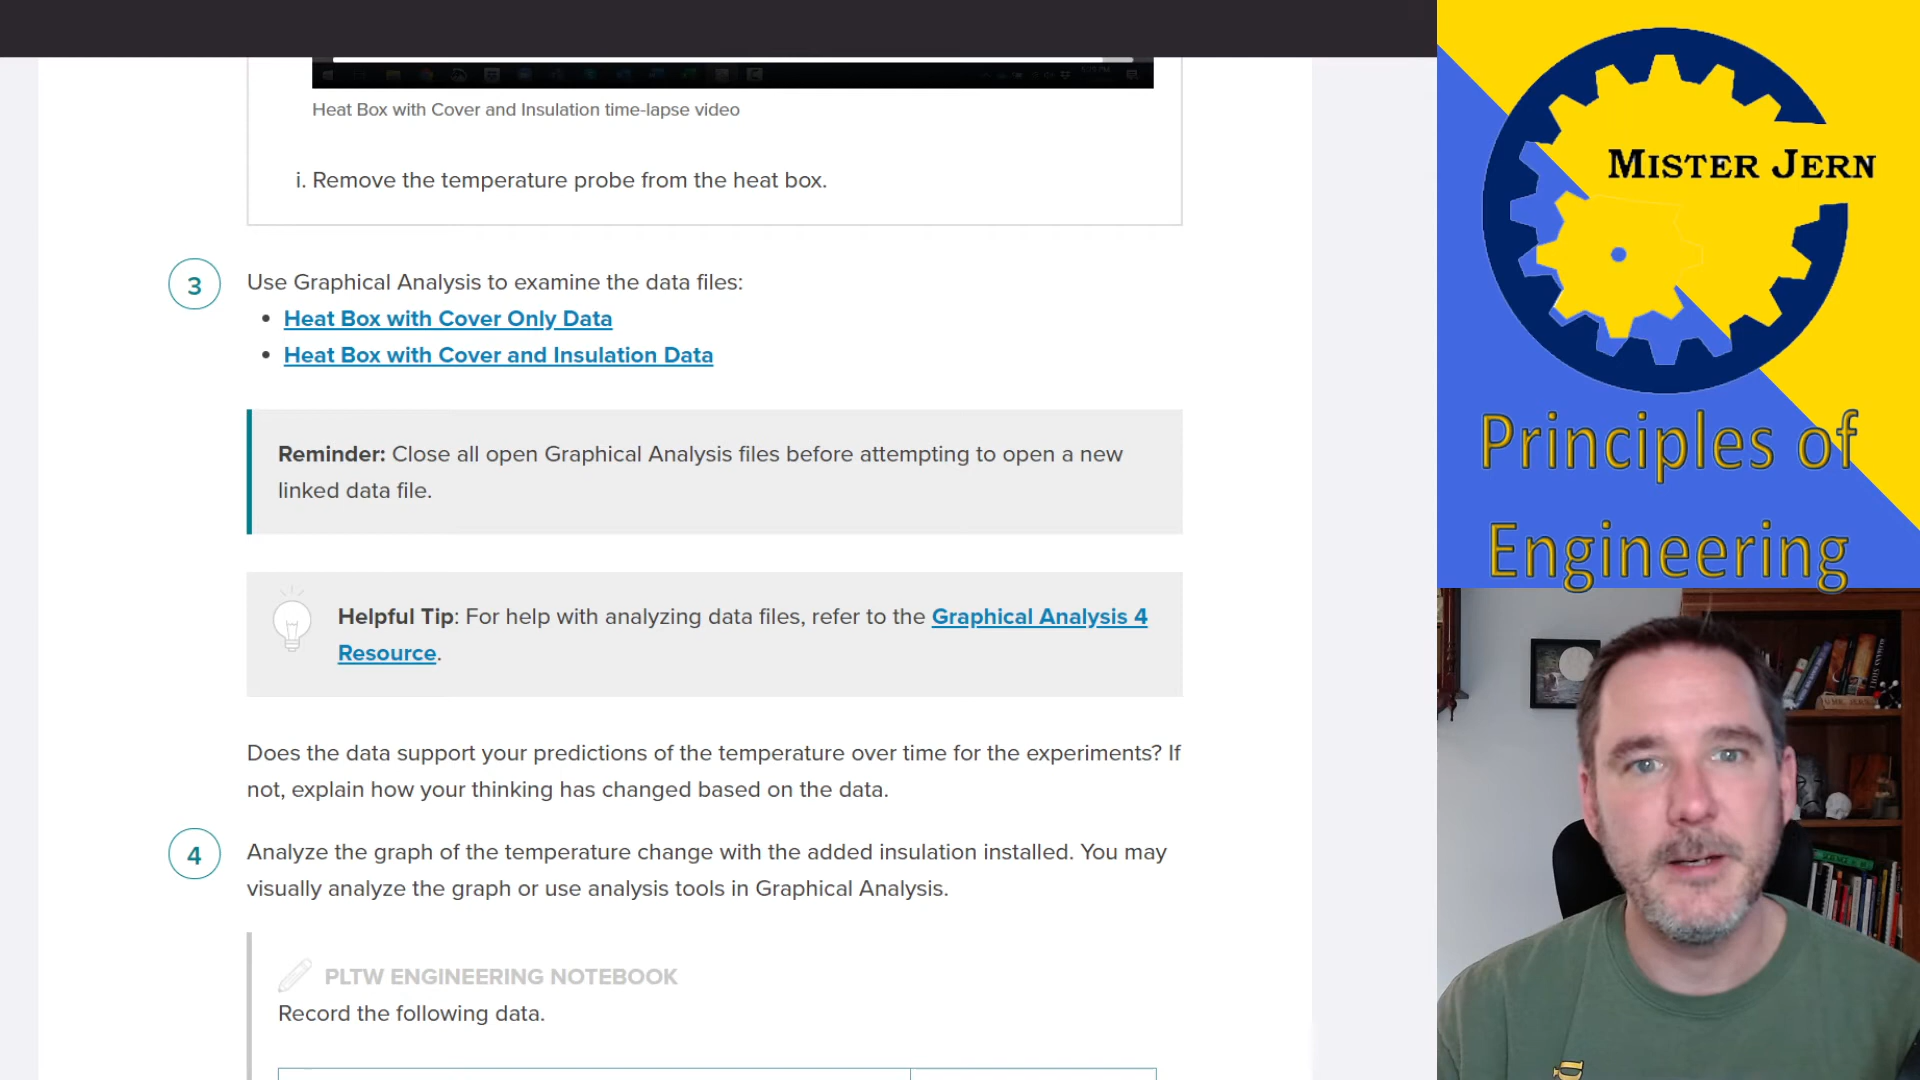 Heat Box with Cover and Insulation time-lapse video
i. Remove the temperature probe from the heat box.
3
Use Graphical Analysis to examine the data files:
• Heat Box with Cover Only Data
• Heat Box with Cover and Insulation Data
Reminder: Close all open Graphical Analysis files before attempting to open a new
linked data file.
Helpful Tip: For help with analyzing data files, refer to the Graphical Analysis 4
Resource.
Does the data support your predictions of the temperature over time for the experiments? If
not, explain how your thinking has changed based on the data.
4
Analyze the graph of the temperature change with the added insulation installed. You may
visually analyze the graph or use analysis tools in Graphical Analysis.
PLTW ENGINEERING NOTEBOOK
Record the following data.
MISTER JERN
Principles of
Engineering